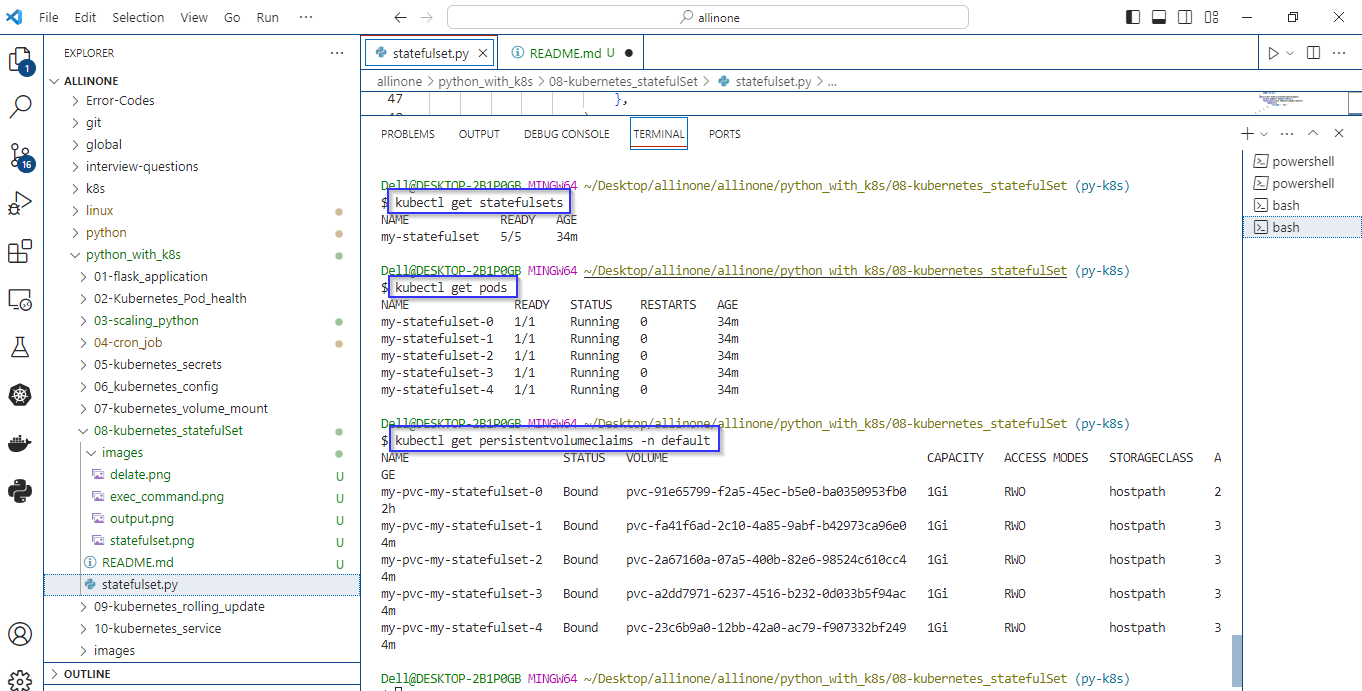 File Edit Selection View Go Run ··· allinone
EXPLORER ···
ALLINONE
Error-Codes
git
global
interview-questions
k8s
linux
python
python_with_k8s
01-flask_application
02-Kubernetes_Pod_health
03-scaling_python
04-cron_job
05-kubernetes_secrets
06_kubernetes_config
07-kubernetes_volume_mount
08-kubernetes_statefulSet
images
delate.png U
exec_command.png U
output.png U
statefulset.png U
README.md U
statefulset.py
09-kubernetes_rolling_update
10-kubernetes_service
images
OUTLINE
1
16
statefulset.py README.md U
allinone > python_with_k8s > 08-kubernetes_statefulSet > statefulset.py > ...
47 },
PROBLEMS OUTPUT DEBUG CONSOLE TERMINAL PORTS
powershell
powershell
bash
bash
Dell@DESKTOP-2B1P0GB MINGW64 ~/Desktop/allinone/allinone/python_with_k8s/08-kubernetes_statefulSet (py-k8s)
$ kubectl get statefulsets
NAME READY AGE
my-statefulset 5/5 34m
Dell@DESKTOP-2B1P0GB MINGW64 ~/Desktop/allinone/allinone/python_with_k8s/08-kubernetes_statefulSet (py-k8s)
$ kubectl get pods
NAME READY STATUS RESTARTS AGE
my-statefulset-0 1/1 Running 0 34m
my-statefulset-1 1/1 Running 0 34m
my-statefulset-2 1/1 Running 0 34m
my-statefulset-3 1/1 Running 0 34m
my-statefulset-4 1/1 Running 0 34m
Dell@DESKTOP-2B1P0GB MINGW64 ~/Desktop/allinone/allinone/python_with_k8s/08-kubernetes_statefulSet (py-k8s)
$ kubectl get persistentvolumeclaims -n default
NAME STATUS VOLUME CAPACITY ACCESS MODES STORAGECLASS A
GE
my-pvc-my-statefulset-0 Bound pvc-91e65799-f2a5-45ec-b5e0-ba0350953fb0 1Gi RWO hostpath 2
2h
my-pvc-my-statefulset-1 Bound pvc-fa41f6ad-2c10-4a85-9abf-b42973ca96e0 1Gi RWO hostpath 3
4m
my-pvc-my-statefulset-2 Bound pvc-2a67160a-07a5-400b-82e6-98524c610cc4 1Gi RWO hostpath 3
4m
my-pvc-my-statefulset-3 Bound pvc-a2dd7971-6237-4516-b232-0d033b5f94ac 1Gi RWO hostpath 3
4m
my-pvc-my-statefulset-4 Bound pvc-23c6b9a0-12bb-42a0-ac79-f907332bf249 1Gi RWO hostpath 3
4m
Dell@DESKTOP-2B1P0GB MINGW64 ~/Desktop/allinone/allinone/python_with_k8s/08-kubernetes_statefulSet (py-k8s)